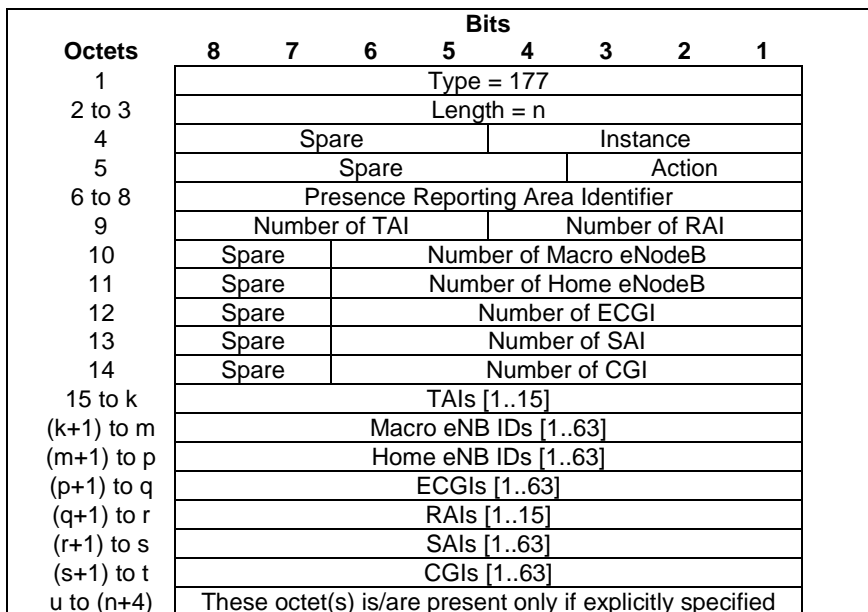 Bits
Octets 8 7 6 5 4 3 2 1
1 Type = 177
2 to 3 Length = n
4 Spare Instance
5 Spare Action
6 to 8 Presence Reporting Area Identifier
9 Number of TAI Number of RAI
10 Spare Number of Macro eNodeB
11 Spare Number of Home eNodeB
12 Spare Number of ECGI
13 Spare Number of SAI
14 Spare Number of CGI
15 to k TAIs [1..15]
(k+1) to m Macro eNB IDs [1..63]
(m+1) to p Home eNB IDs [1..63]
(p+1) to q ECGIs [1..63]
(q+1) to r RAIs [1..15]
(r+1) to s SAIs [1..63]
(s+1) to t CGIs [1..63]
u to (n+4) These octet(s) is/are present only if explicitly specified